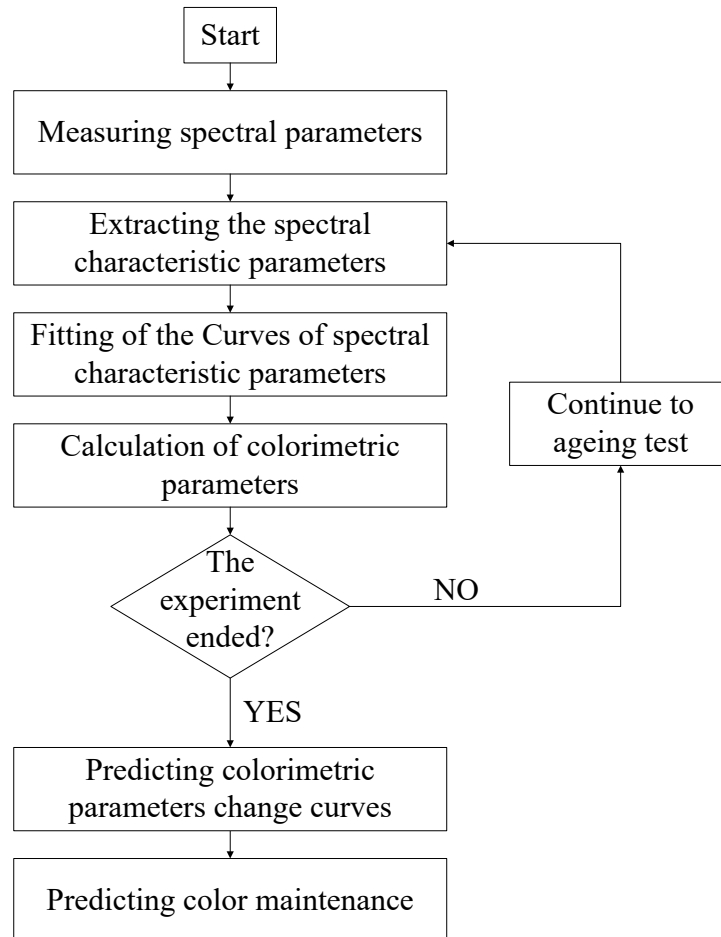 Start
Measuring spectral parameters
Extracting the spectral
characteristic parameters
Fitting of the Curves of spectral
characteristic parameters
Continue to
ageing test
Calculation of colorimetric
parameters
The
experiment
ended?
NO
YES
Predicting colorimetric
parameters change curves
Predicting color maintenance